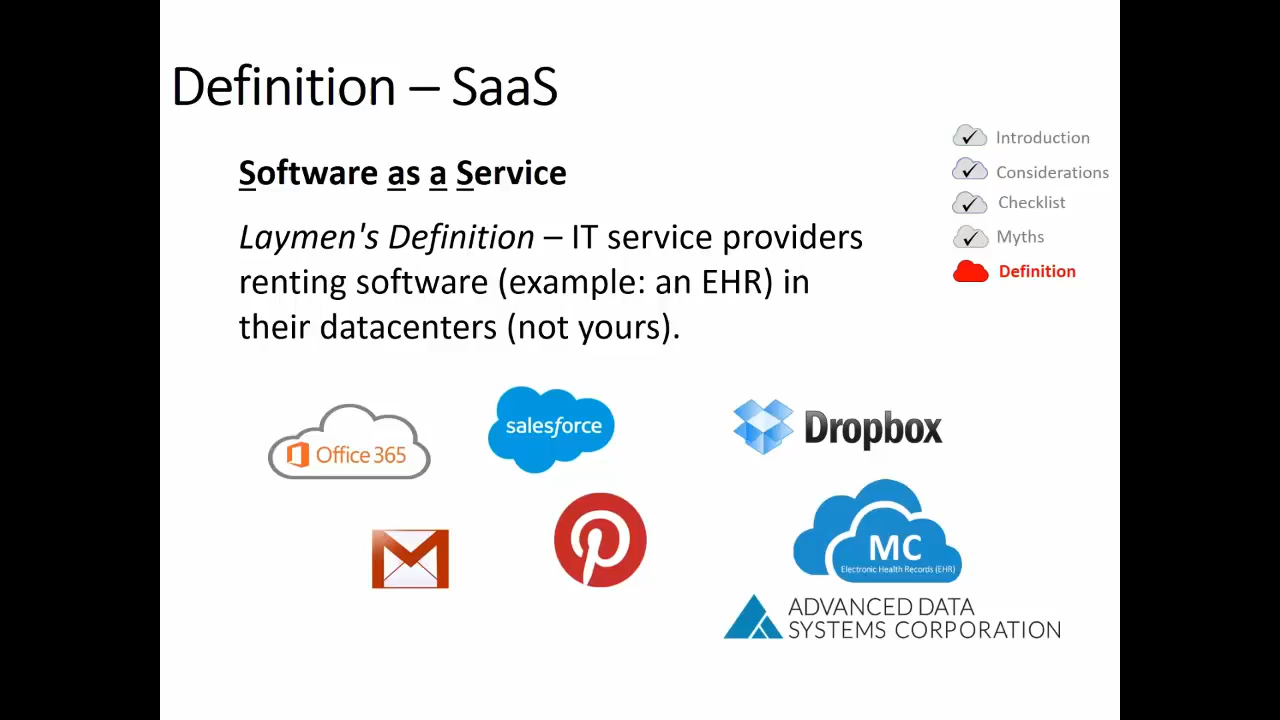 Definition – SaaS
Introduction
Considerations
Checklist
Myths
Definition
Software as a Service
Laymen's Definition – IT service providers
renting software (example: an EHR) in
their datacenters (not yours).
Office 365
salesforce
Dropbox
MC
Electronic Health Records (EHR)
ADVANCED DATA
SYSTEMS CORPORATION